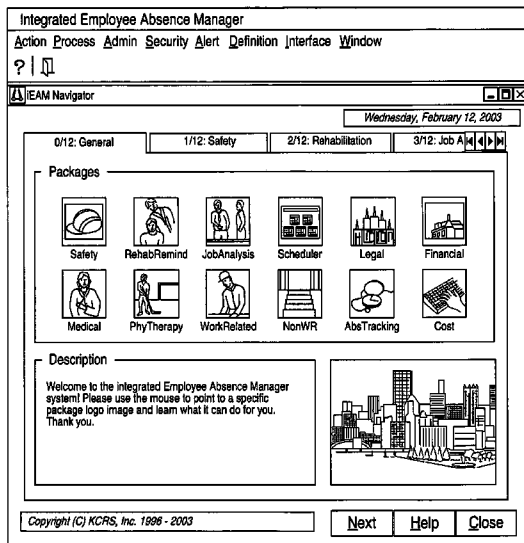 Integrated Employee Absence Manager
Action Process Admin Security Alert Definition Interface Window
?
iEAM Navigator
Wednesday, February 12, 2003
0/12: General 1/12: Safety 2/12: Rehabilitation 3/12: Job A
Packages
Safety RehabRemind JobAnalysis Scheduler Legal Financial
Medical PhyTherapy WorkRelated NonWR AbsTracking Cost
Description
Welcome to the integrated Employee Absence Manager
system! Please use the mouse to point to a specific
package logo image and learn what it can do for you.
Thank you.
Copyright (C) KCRS, Inc. 1996 - 2003
Next Help Close